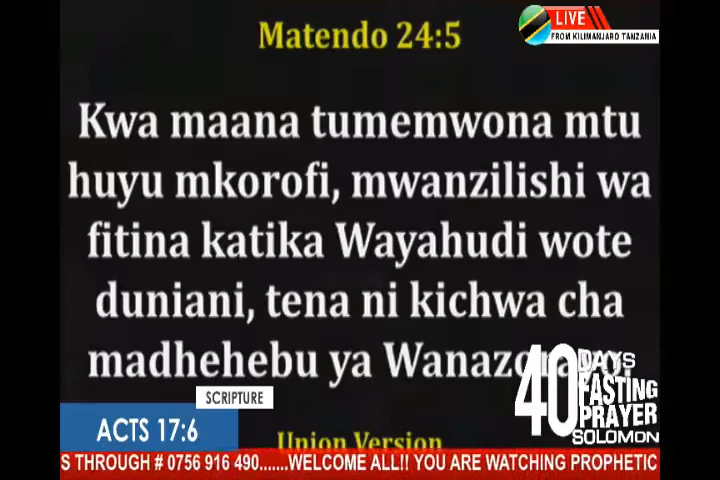 Matendo 24:5
LIVE
FROM KILIMANJARO TANZANIA
Kwa maana tumemwona mtu
huyu mkorofi, mwanzilishi wa
fitina katika Wayahudi wote
duniani, tena ni kichwa cha
madhehebu ya
40 DAYS
FASTING
PRAYER
SOLOMON
SCRIPTURE
ACTS 17:6
Union Version
S THROUGH # 0756 916 490.......WELCOME ALL!! YOU ARE WATCHING PROPHETIC